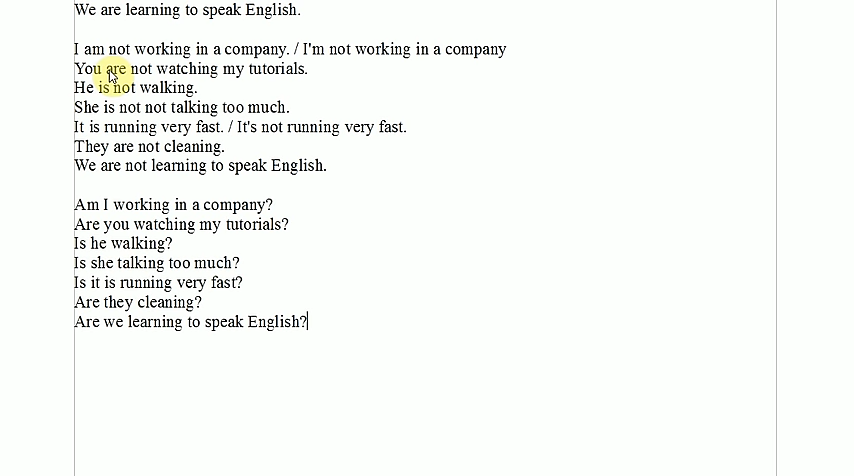 We are learning to speak English.
I am not working in a company. / I'm not working in a company
You are not watching my tutorials.
He is not walking.
She is not not talking too much.
It is running very fast. / It's not running very fast.
They are not cleaning.
We are not learning to speak English.
Am I working in a company?
Are you watching my tutorials?
Is he walking?
Is she talking too much?
Is it is running very fast?
Are they cleaning?
Are we learning to speak English?